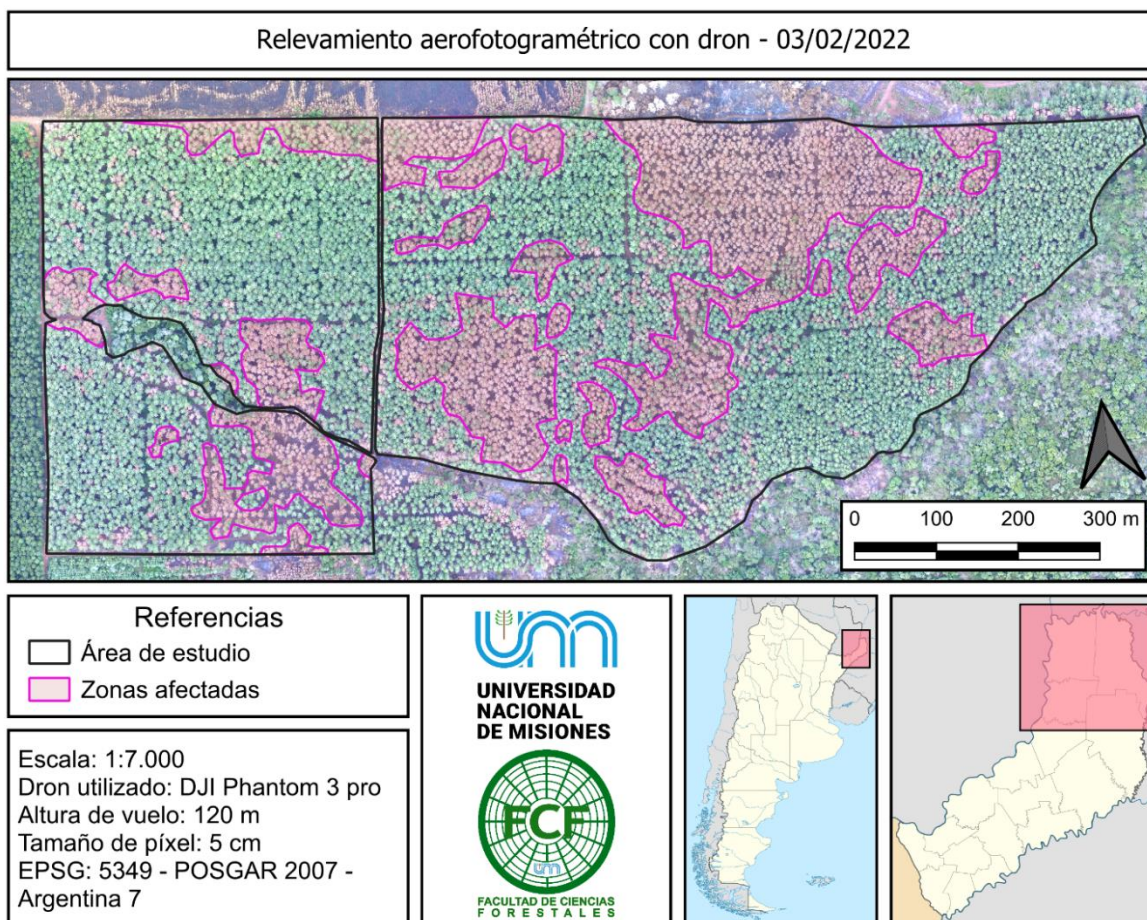 Relevamiento aerofotogramétrico con dron - 03/02/2022
0 100 200 300 m
Referencias
Área de estudio
Zonas afectadas
Escala: 1:7.000
Dron utilizado: DJI Phantom 3 pro
Altura de vuelo: 120 m
Tamaño de píxel: 5 cm
EPSG: 5349 - POSGAR 2007 -
Argentina 7
um
UNIVERSIDAD
NACIONAL
DE MISIONES
FCF
um
FACULTAD DE CIENCIAS
FORESTALES